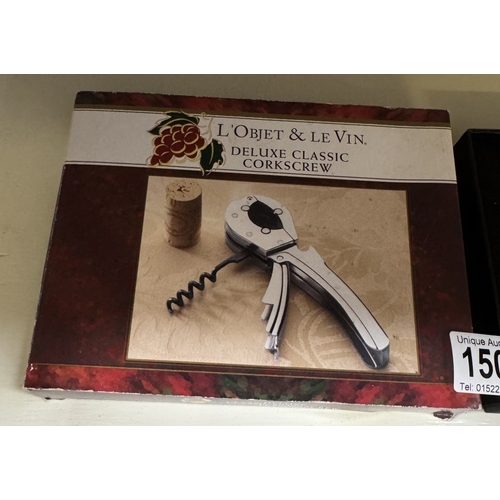 L'OBJET & LE VIN®
DELUXE CLASSIC
CORKSCREW
Unique Auc
150
Tel: 01522